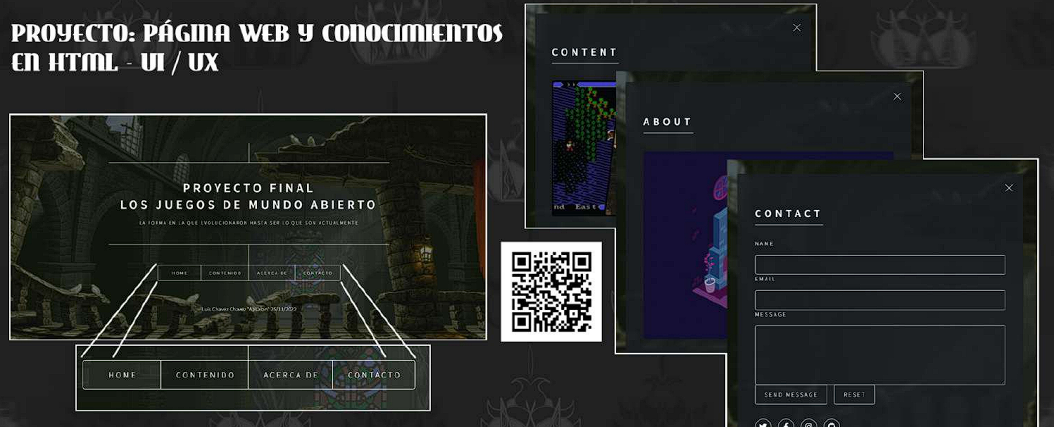 PROYECTO: PÁGINA WEB Y CONOCIMIENTOS
EN HTML - UI / UX
PROYECTO FINAL
LOS JUEGOS DE MUNDO ABIERTO
LA FORMA EN LA QUE EVOLUCIONARON HASTA SER LO QUE SON ACTUALMENTE
HOME CONTENIDO ACERCA DE CONTACTO
HOME CONTENIDO ACERCA DE CONTACTO
CONTENT
nd East
ABOUT
CONTACT
NAME
EMAIL
MESSAGE
SEND MESSAGE RESET